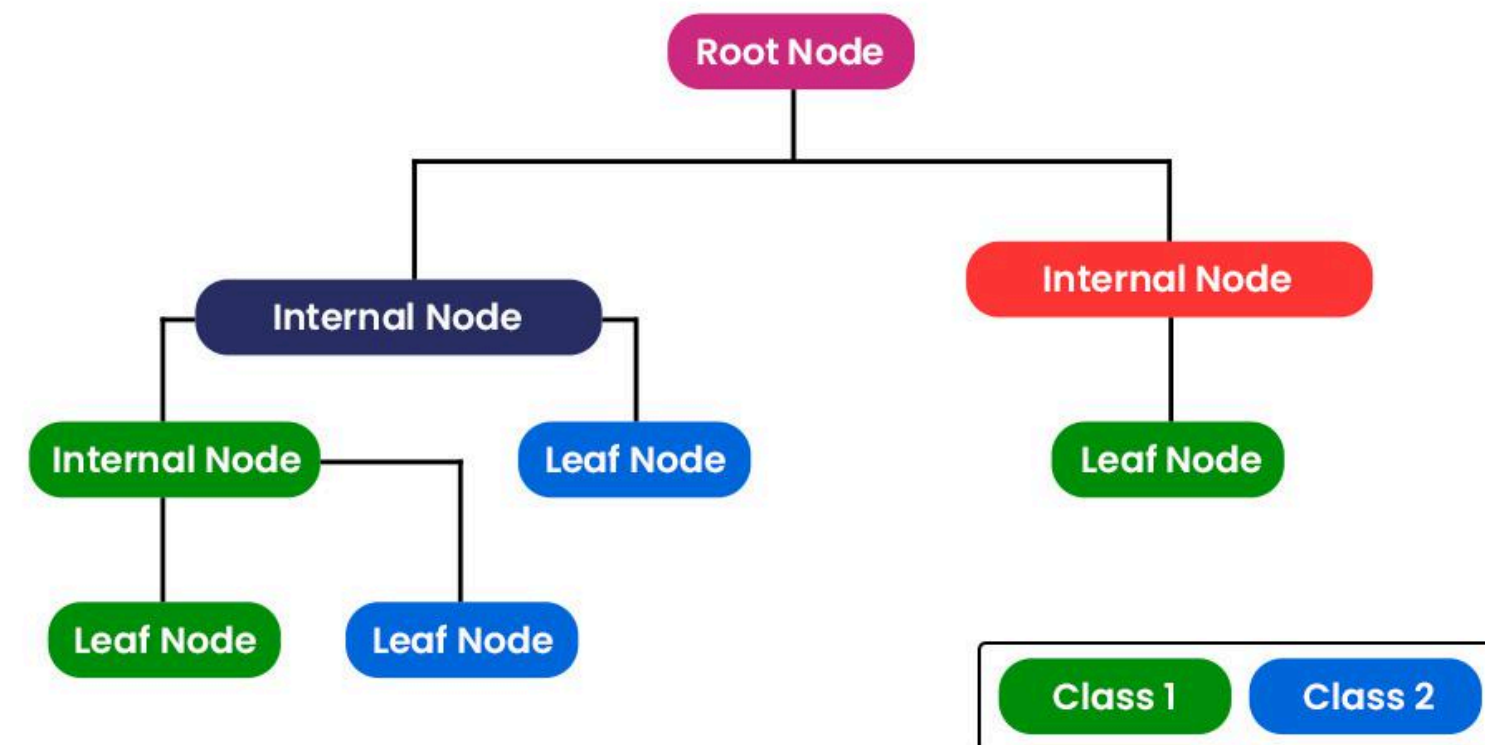 Root Node
Internal Node
Internal Node
Internal Node
Leaf Node
Leaf Node
Leaf Node
Leaf Node
Class 1
Class 2